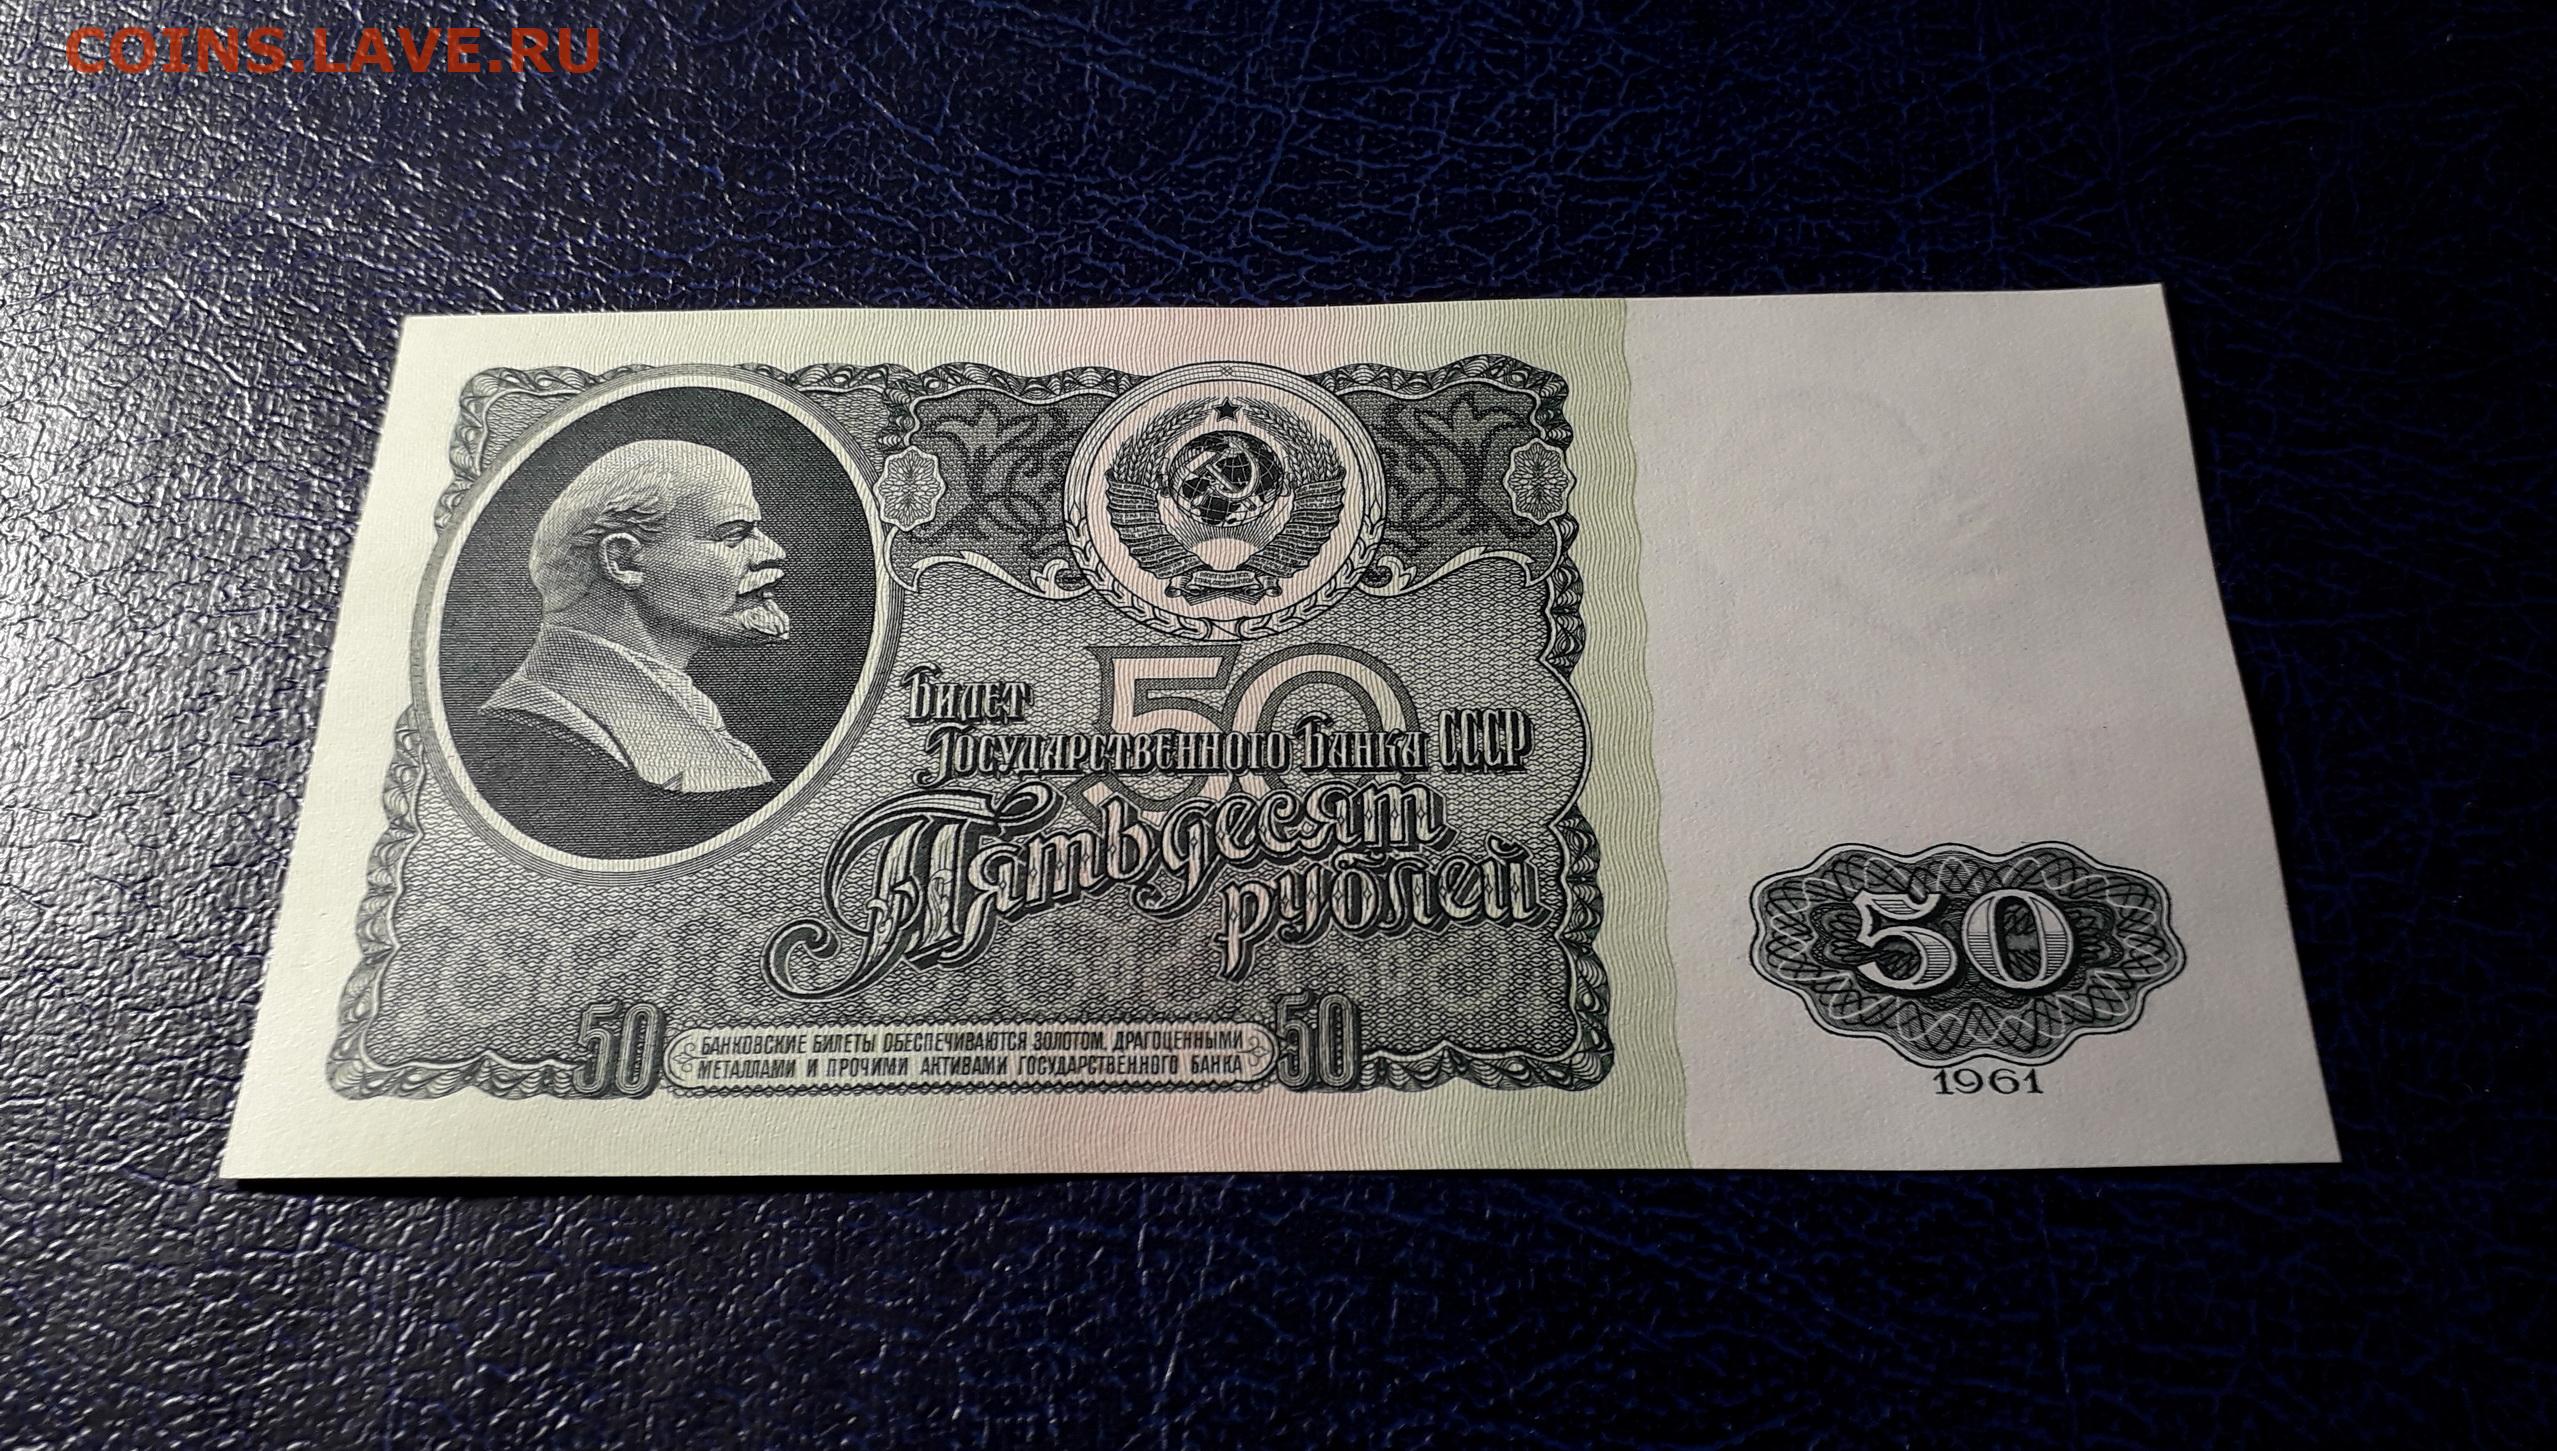 COINS.LAVE.RU
50
Билет
Государственного Банка СССР
Пятьдесят
рублей
50
БАНКОВСКИЕ БИЛЕТЫ ОБЕСПЕЧИВАЮТСЯ ЗОЛОТОМ, ДРАГОЦЕННЫМИ
МЕТАЛЛАМИ И ПРОЧИМИ АКТИВАМИ ГОСУДАРСТВЕННОГО БАНКА
50
50
1961